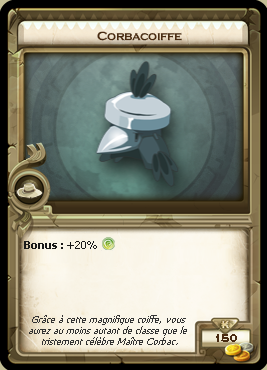 Corbacoiffe
Bonus : +20%
Grâce à cette magnifique coiffe, vous
aurez au moins autant de classe que le
tristement célèbre Maître Corbac.
K
150